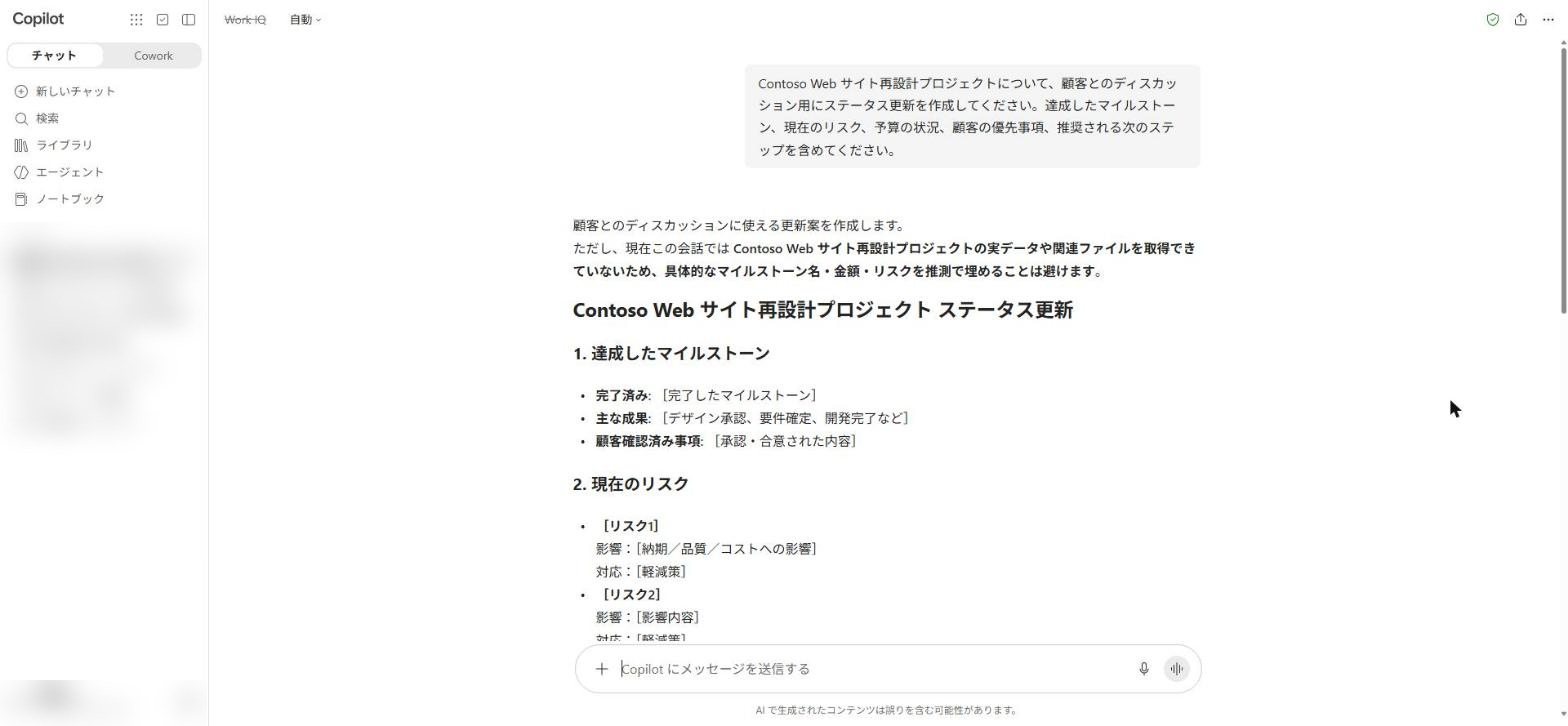 Copilot
Work IQ
自動
チャット
Cowork
新しいチャット
検索
ライブラリ
エージェント
ノートブック
Contoso Web サイト再設計プロジェクトについて、顧客とのディスカッ
ション用にステータス更新を作成してください。達成したマイルストー
ン、現在のリスク、予算の状況、顧客の優先事項、推奨される次のステ
ップを含めてください。
顧客とのディスカッションに使える更新案を作成します。
ただし、現在この会話では Contoso Web サイト再設計プロジェクトの実データや関連ファイルを取得でき
ていないため、具体的なマイルストーン名・金額・リスクを推測で埋めることは避けます。
Contoso Web サイト再設計プロジェクト ステータス更新
1. 達成したマイルストーン
• 完了済み: ［完了したマイルストーン］
• 主な成果: ［デザイン承認、要件確定、開発完了など］
• 顧客確認済み事項: ［承認・合意された内容］
2. 現在のリスク
• ［リスク1］
影響：［納期／品質／コストへの影響］
対応：［軽減策］
• ［リスク2］
影響：［影響内容］
対応：［軽減策］
Copilot にメッセージを送信する
AI で生成されたコンテンツは誤りを含む可能性があります。